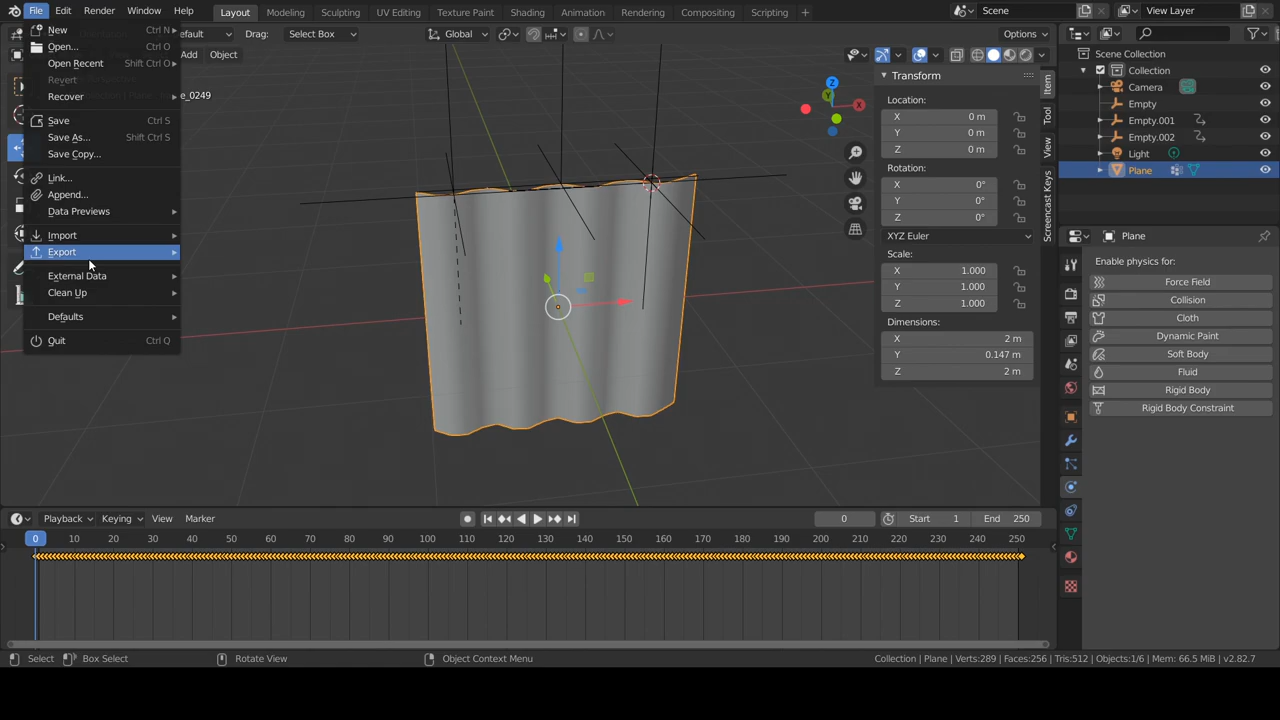 File Edit Render Window Help Layout Modeling Sculpting UV Editing Texture Paint Shading Animation Rendering Compositing Scripting Scene View Layer
efault Drag: Select Box Global Options
Add Object
e_0249
New Ctrl N
Open... Ctrl O
Open Recent Shift Ctrl O
Revert
Recover
Save Ctrl S
Save As... Shift Ctrl S
Save Copy...
Link...
Append...
Data Previews
Import
Export
External Data
Clean Up
Defaults
Quit Ctrl Q
Z
Y
X
Transform
Location:
X 0 m
Y 0 m
Z 0 m
Rotation:
X 0°
Y 0°
Z 0°
XYZ Euler
Scale:
X 1.000
Y 1.000
Z 1.000
Dimensions:
X 2 m
Y 0.147 m
Z 2 m
Item
Tool
View
Screencast Keys
Scene Collection
Collection
Camera
Empty
Empty.001
Empty.002
Light
Plane
Plane
Enable physics for:
Force Field
Collision
Cloth
Dynamic Paint
Soft Body
Fluid
Rigid Body
Rigid Body Constraint
Playback Keying View Marker 0 Start 1 End 250
0 10 20 30 40 50 60 70 80 90 100 110 120 130 140 150 160 170 180 190 200 210 220 230 240 250
Select Box Select Rotate View Object Context Menu Collection | Plane | Verts:289 | Faces:256 | Tris:512 | Objects:1/6 | Mem: 66.5 MiB | v2.82.7